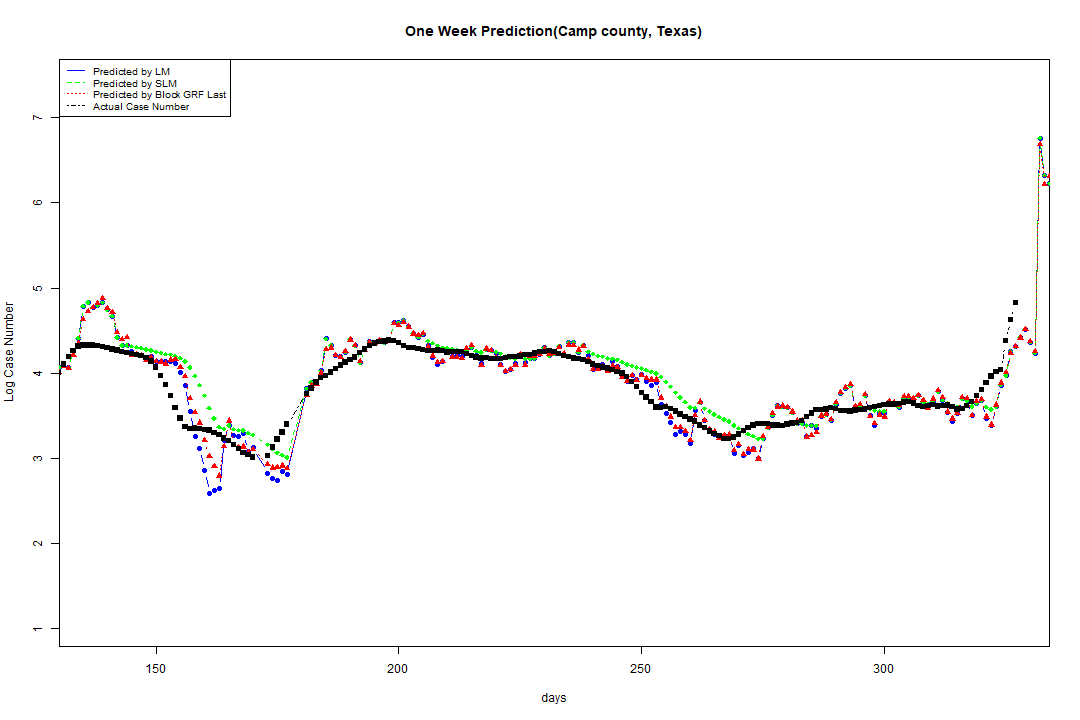 One Week Prediction(Camp county, Texas)
Predicted by LM
Predicted by SLM
Predicted by Block GRF Last
Actual Case Number
7
6
5
4
3
2
1
Log Case Number
150 200 250 300
days